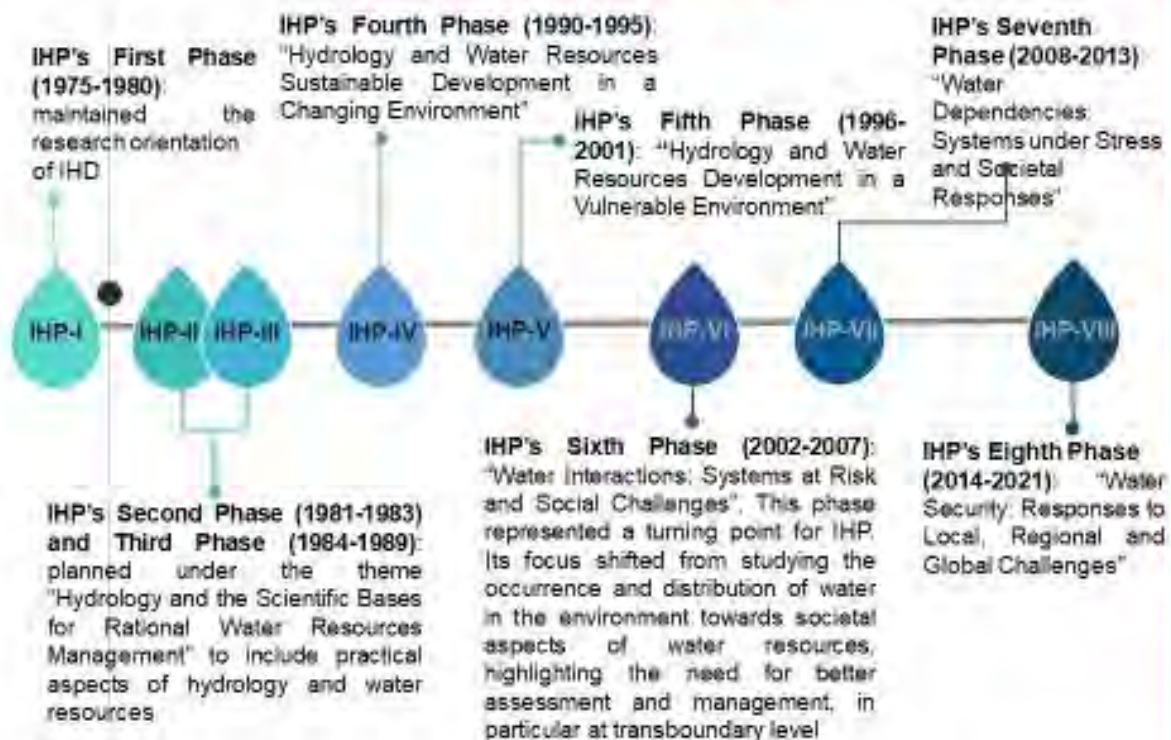 IHP's First Phase
(1975-1980):
maintained the
research orientation
of IHD
IHP's Fourth Phase (1990-1995):
"Hydrology and Water Resources
Sustainable Development in a
Changing Environment"
IHP's Fifth Phase (1996-
2001): "Hydrology and Water
Resources Development in a
Vulnerable Environment"
IHP's Seventh
Phase (2008-2013):
"Water
Dependencies:
Systems under Stress
and Societal
Responses"
IHP-I
IHP-II
IHP-III
IHP-IV
IHP-V
IHP-VI
IHP-VII
IHP-VIII
IHP's Second Phase (1981-1983)
and Third Phase (1984-1989):
planned under the theme
"Hydrology and the Scientific Bases
for Rational Water Resources
Management" to include practical
aspects of hydrology and water
resources
IHP's Sixth Phase (2002-2007):
"Water Interactions: Systems at Risk
and Social Challenges". This phase
represented a turning point for IHP.
Its focus shifted from studying the
occurrence and distribution of water
in the environment towards societal
aspects of water resources,
highlighting the need for better
assessment and management, in
particular at transboundary level
IHP's Eighth Phase
(2014-2021): "Water
Security: Responses to
Local, Regional and
Global Challenges"